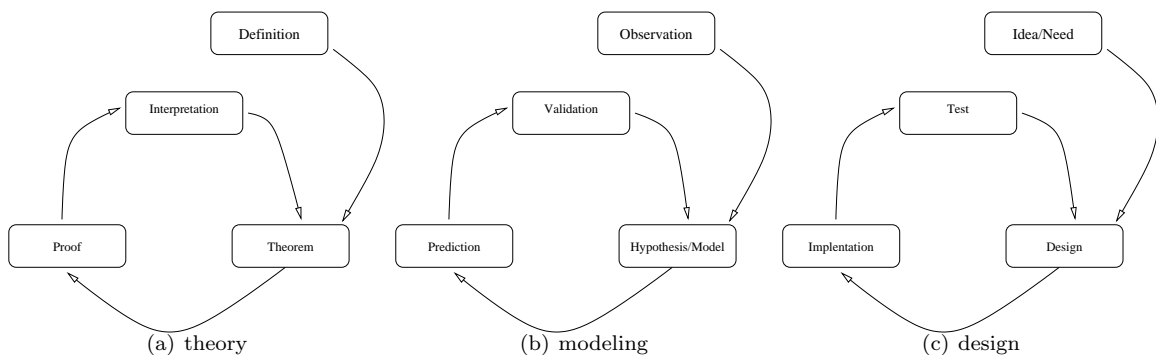 Definition
Interpretation
Proof
Theorem
(a) theory
Observation
Validation
Prediction
Hypothesis/Model
(b) modeling
Idea/Need
Test
Implentation
Design
(c) design